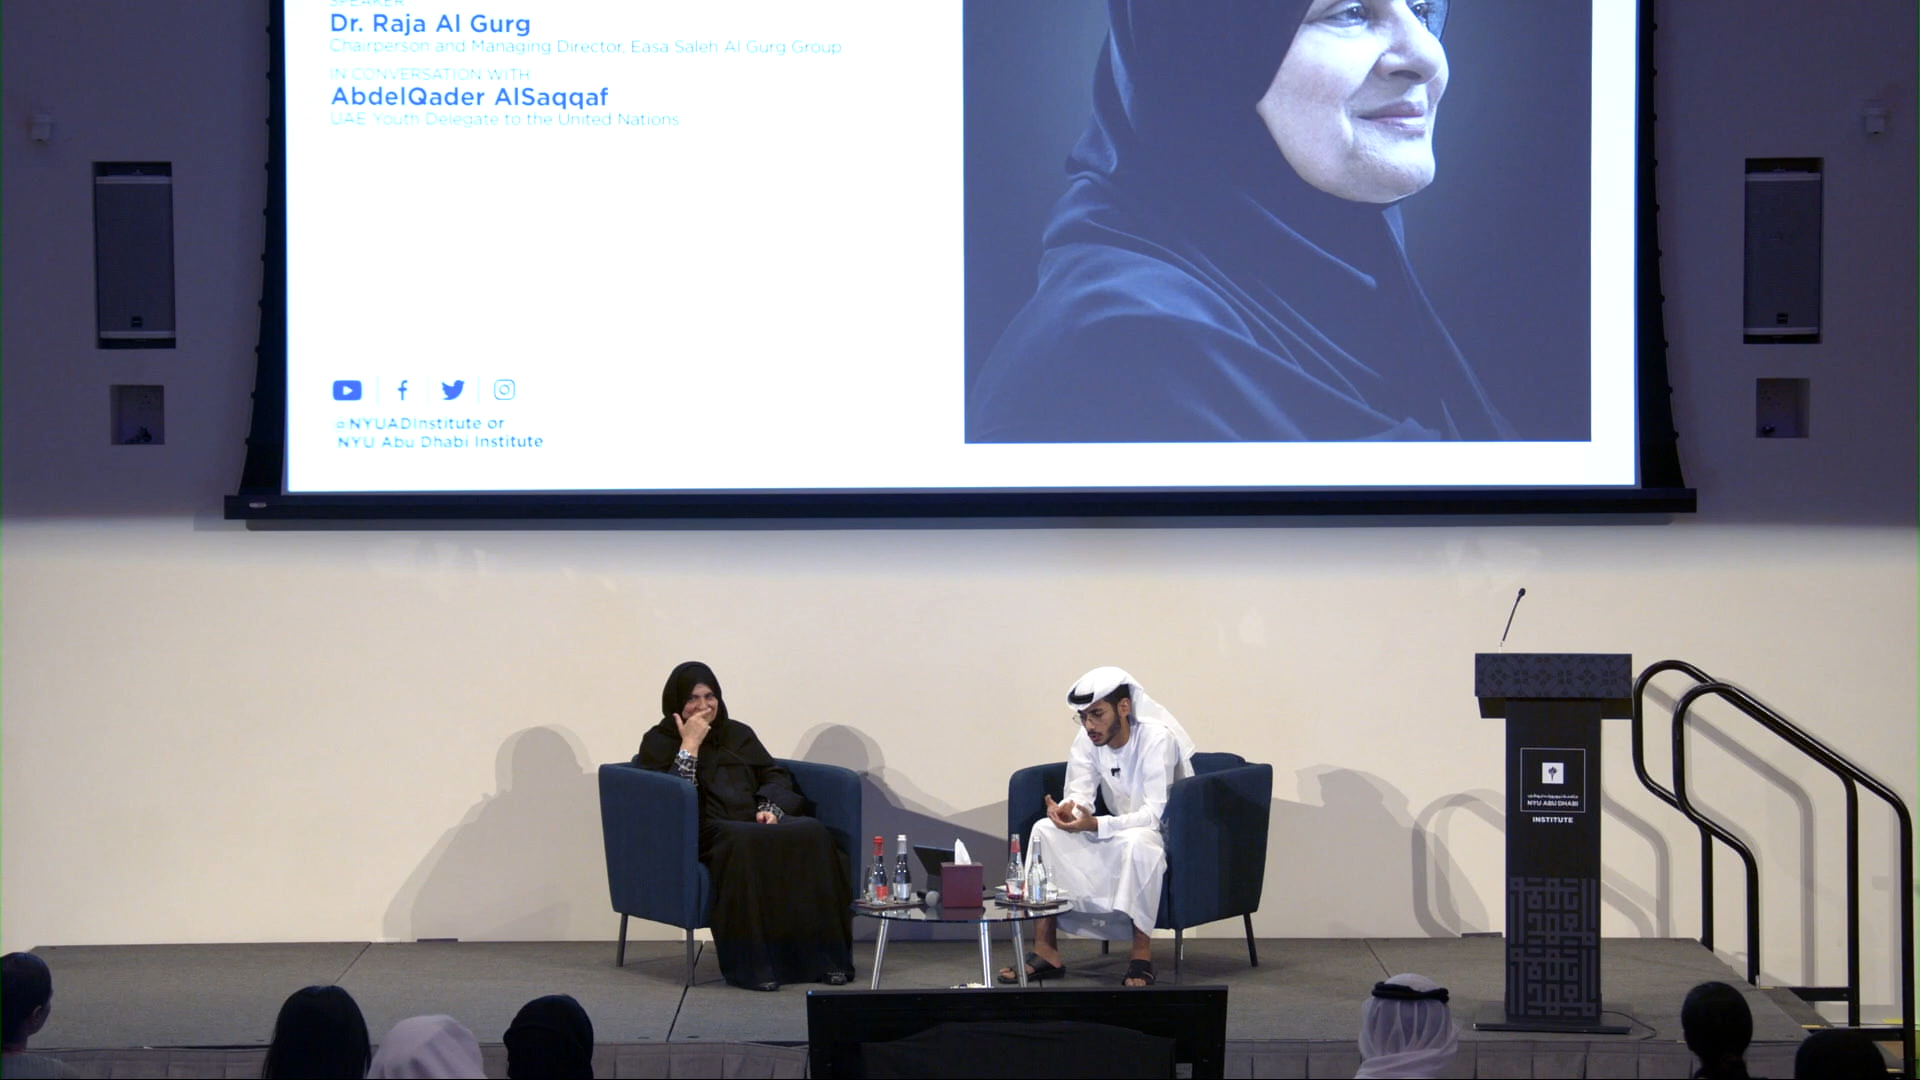 SPEAKER
Dr. Raja Al Gurg
Chairperson and Managing Director, Easa Saleh Al Gurg Group
IN CONVERSATION WITH
AbdelQader AlSaqqaf
UAE Youth Delegate to the United Nations
@NYUADInstitute or
NYU Abu Dhabi Institute
NYU ABU DHABI
INSTITUTE